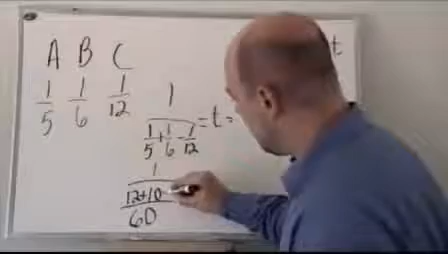 A B C
1/5 1/6 1/12
1 / (1/5 + 1/6 - 1/12) = t =
1 / ((12+10) / 60)
t